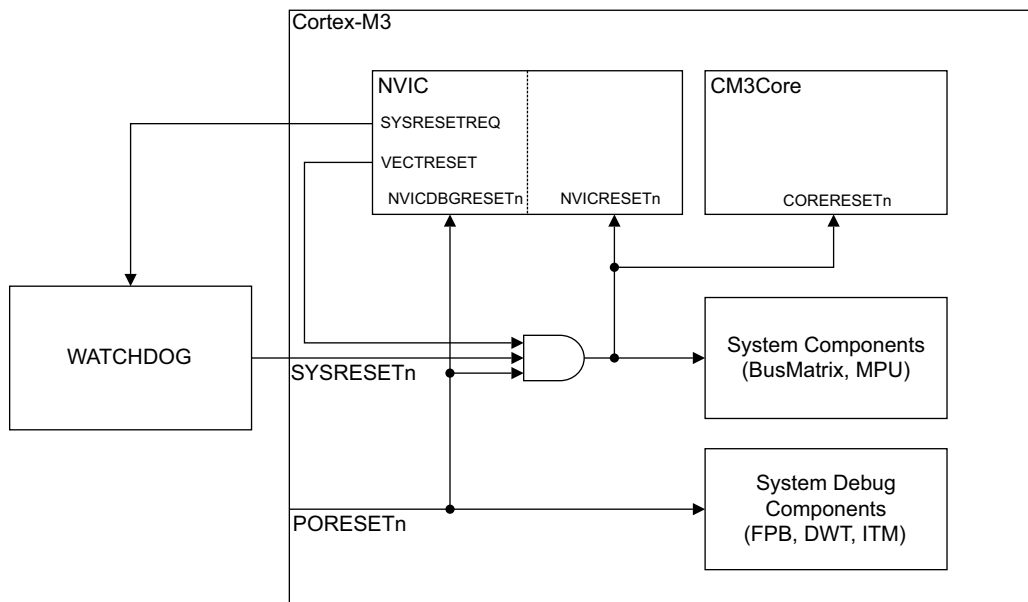 Cortex-M3
NVIC
CM3Core
SYSRESETREQ
VECTRESET
NVICDBGRESETn
NVICRESETn
CORERESETn
WATCHDOG
SYSRESETn
System Components
(BusMatrix, MPU)
PORESETn
System Debug
Components
(FPB, DWT, ITM)